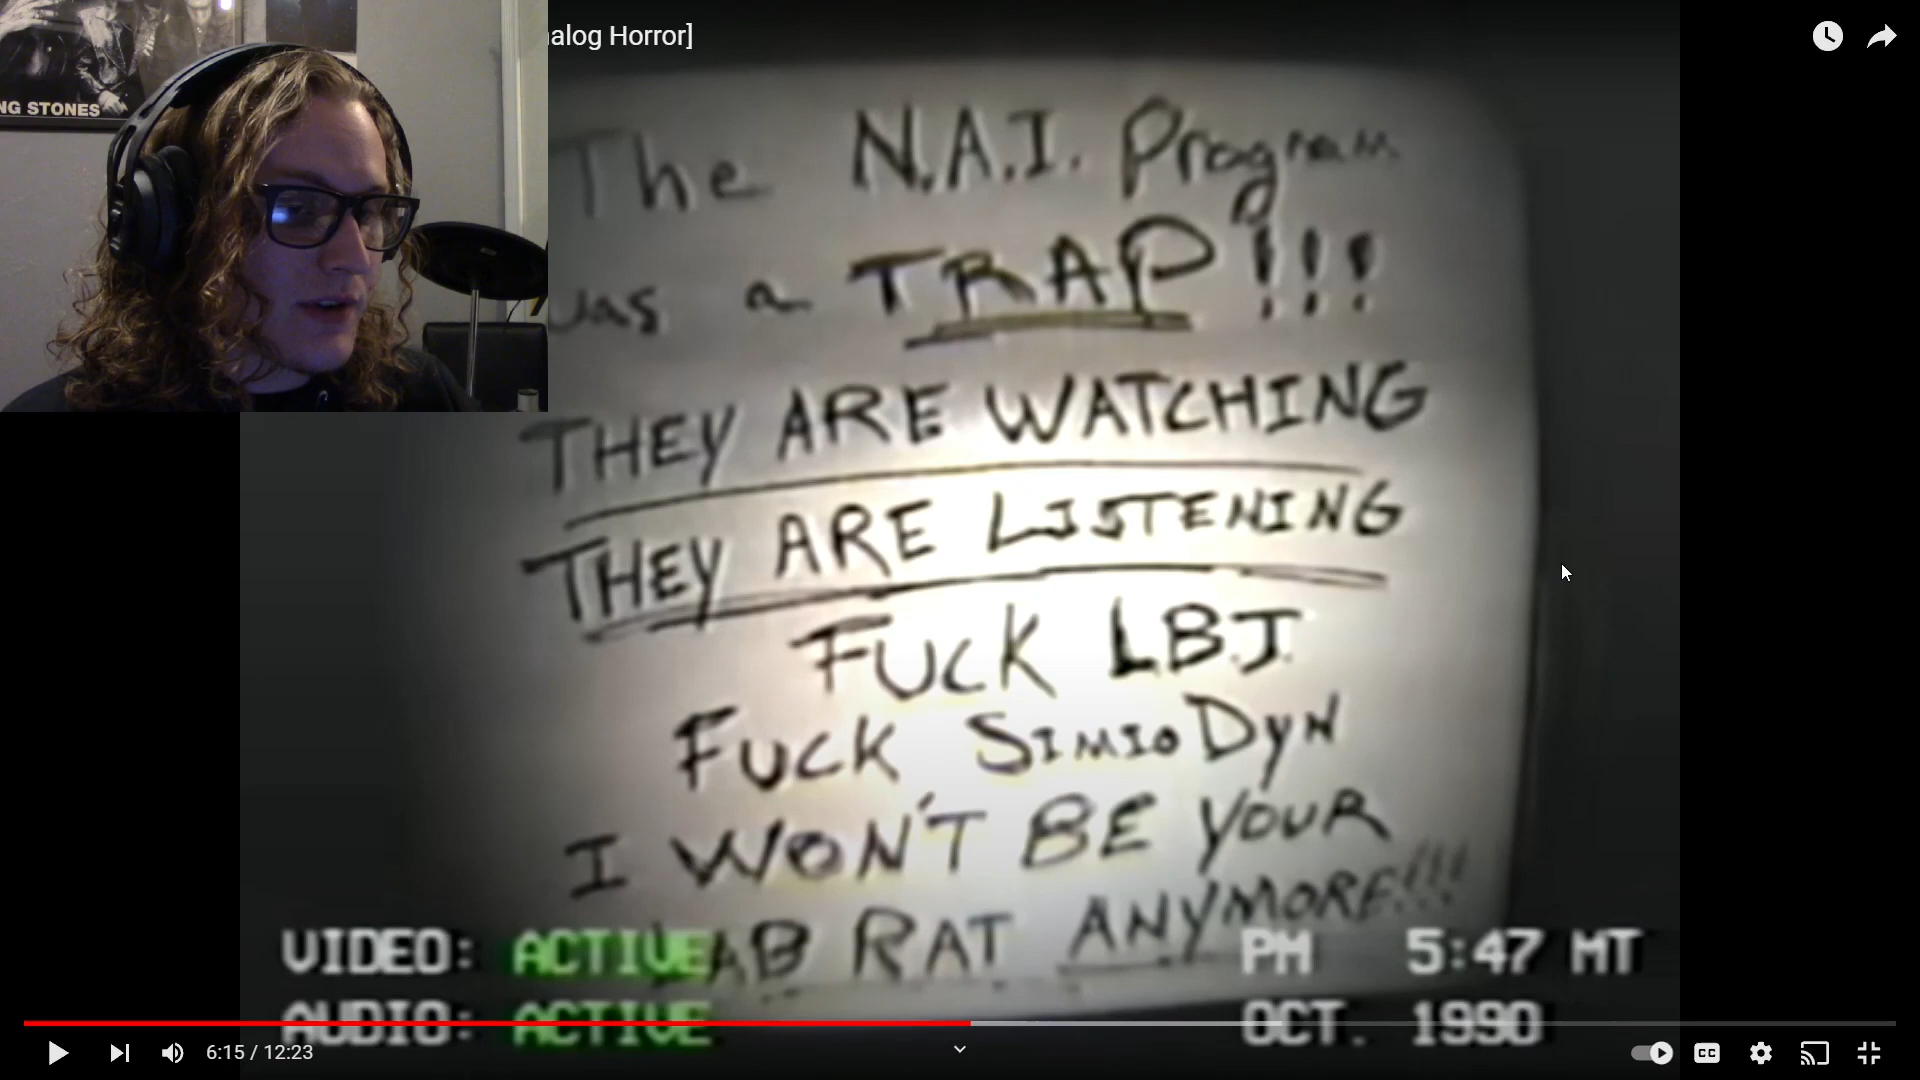 NG STONES
alog Horror]
The N.A.I. Program
was a TRAP!!!
THEY ARE WATCHING
THEY ARE LISTENING
FUCK LBJ
FUCK SIMIODYN
I WON'T BE YOUR
LAB RAT ANYMORE!!!
VIDEO: ACTIVE
PM 5:47 MT
AUDIO: ACTIVE
OCT. 1990
6:15 / 12:23
CC